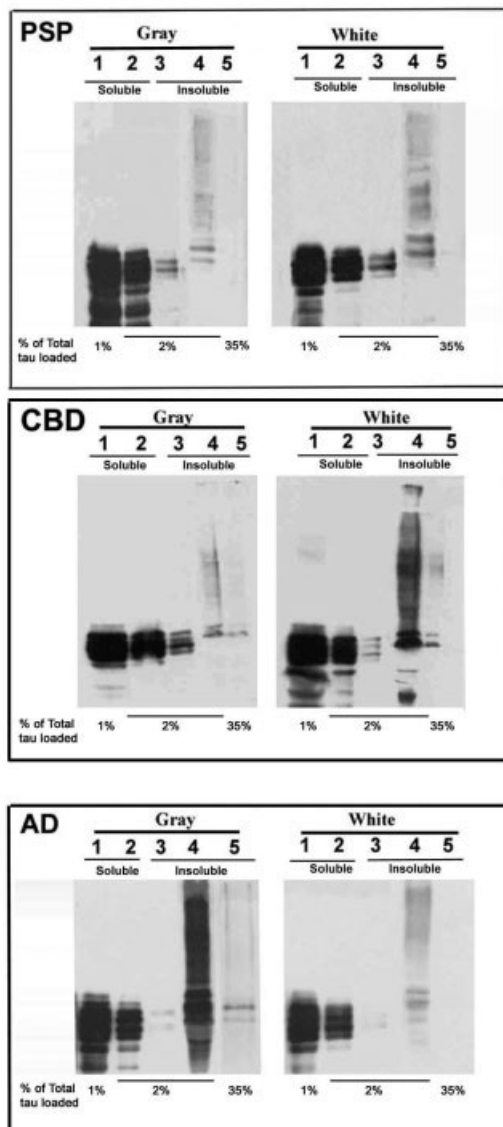 PSP
Gray
White
1 2 3 4 5
1 2 3 4 5
Soluble Insoluble
Soluble Insoluble
% of Total
tau loaded
1% 2% 35%
1% 2% 35%
CBD
Gray
White
1 2 3 4 5
1 2 3 4 5
Soluble Insoluble
Soluble Insoluble
% of Total
tau loaded
1% 2% 35%
1% 2% 35%
AD
Gray
White
1 2 3 4 5
1 2 3 4 5
Soluble Insoluble
Soluble Insoluble
% of Total
tau loaded
1% 2% 35%
1% 2% 35%